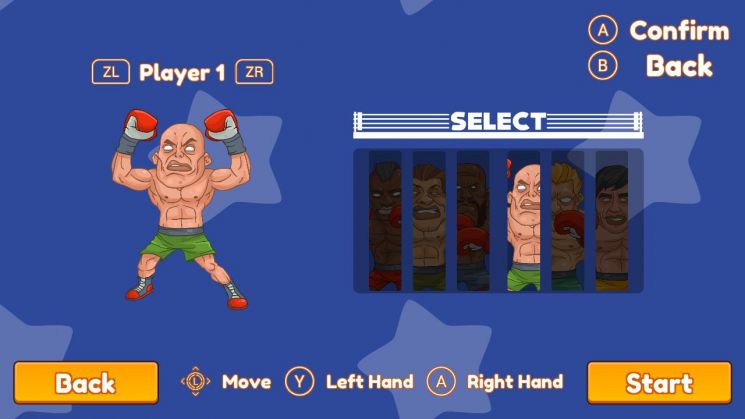 A Confirm
B Back
ZL Player 1 ZR
SELECT
Back
L Move Y Left Hand A Right Hand
Start